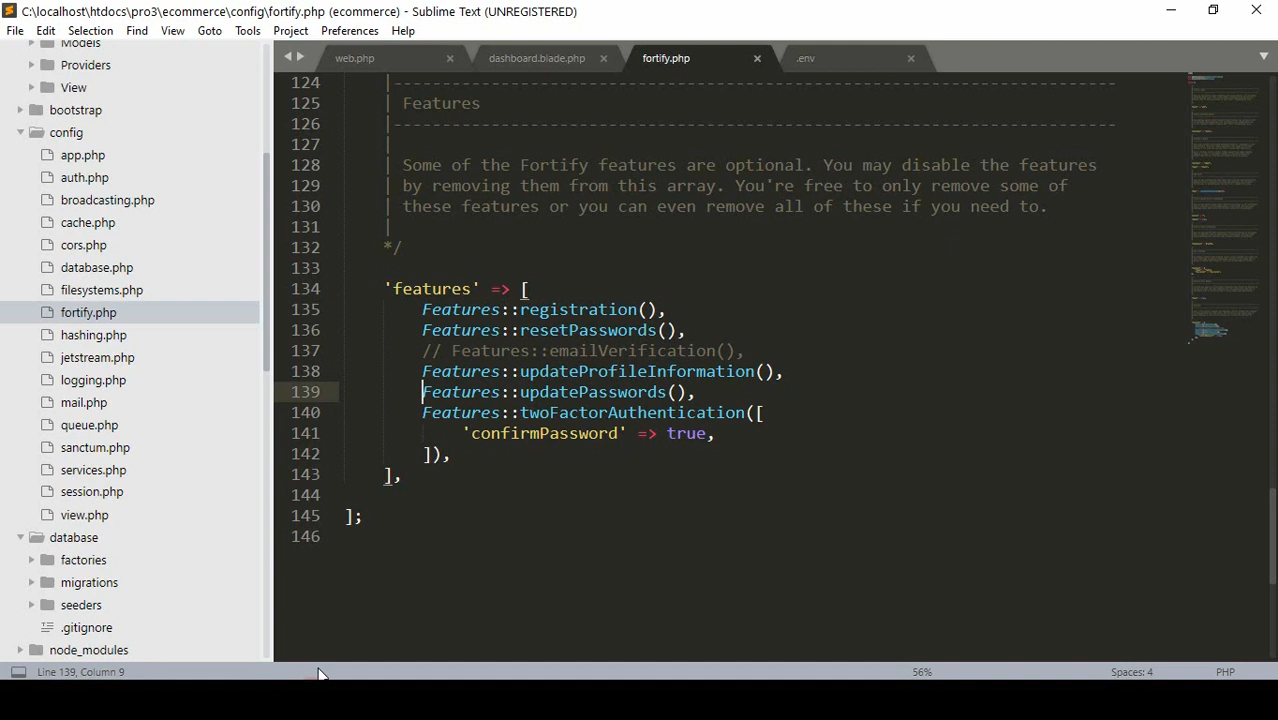 C:\localhost\htdocs\pro3\ecommerce\config\fortify.php (ecommerce) - Sublime Text (UNREGISTERED)
File Edit Selection Find View Goto Tools Project Preferences Help
Models
Providers
View
bootstrap
config
app.php
auth.php
broadcasting.php
cache.php
cors.php
database.php
filesystems.php
fortify.php
hashing.php
jetstream.php
logging.php
mail.php
queue.php
sanctum.php
services.php
session.php
view.php
database
factories
migrations
seeders
.gitignore
node_modules
web.php dashboard.blade.php fortify.php .env
124 |--------------------------------------------------------------------------
125 | Features
126 |--------------------------------------------------------------------------
127 |
128 | Some of the Fortify features are optional. You may disable the features
129 | by removing them from this array. You're free to only remove some of
130 | these features or you can even remove all of these if you need to.
131 |
132 */
133
134 'features' => [
135 Features::registration(),
136 Features::resetPasswords(),
137 // Features::emailVerification(),
138 Features::updateProfileInformation(),
139 Features::updatePasswords(),
140 Features::twoFactorAuthentication([
141 'confirmPassword' => true,
142 ]),
143 ],
144
145 ];
146
Line 139, Column 9 56% Spaces: 4 PHP